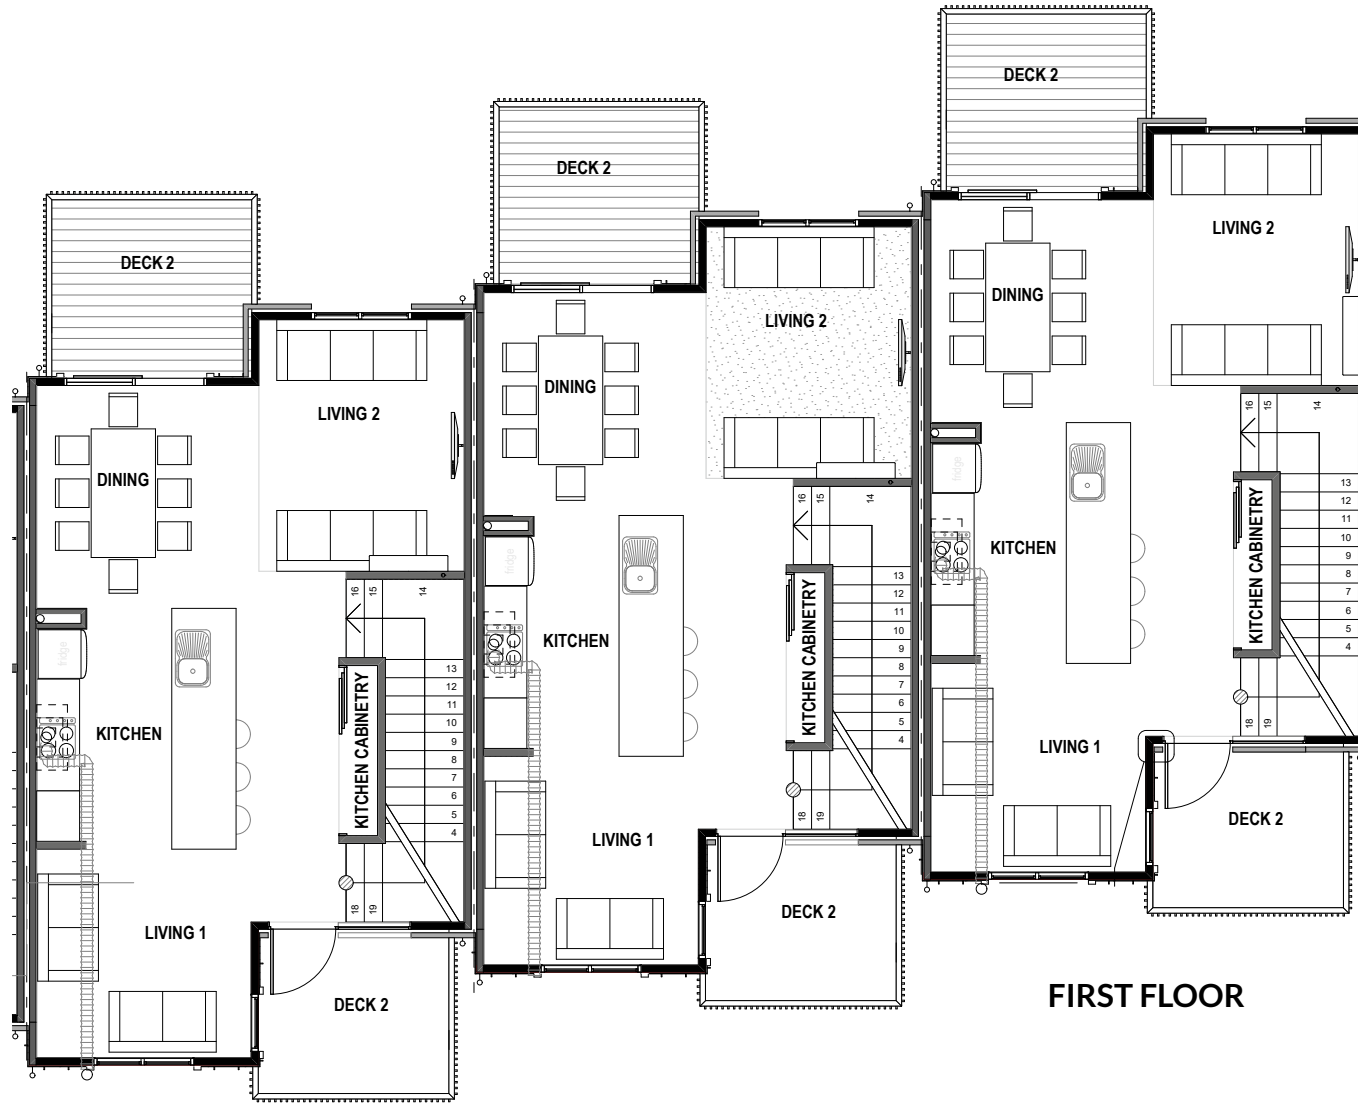 DECK 2
LIVING 2
DINING
fridge
KITCHEN
KITCHEN CABINETRY
16
15
14
13
12
11
10
9
8
7
6
5
4
18
19
LIVING 1
DECK 2
DECK 2
LIVING 2
DINING
fridge
KITCHEN
KITCHEN CABINETRY
16
15
14
13
12
11
10
9
8
7
6
5
4
18
19
LIVING 1
DECK 2
DECK 2
LIVING 2
DINING
fridge
KITCHEN
KITCHEN CABINETRY
16
15
14
13
12
11
10
9
8
7
6
5
4
18
19
LIVING 1
DECK 2
FIRST FLOOR